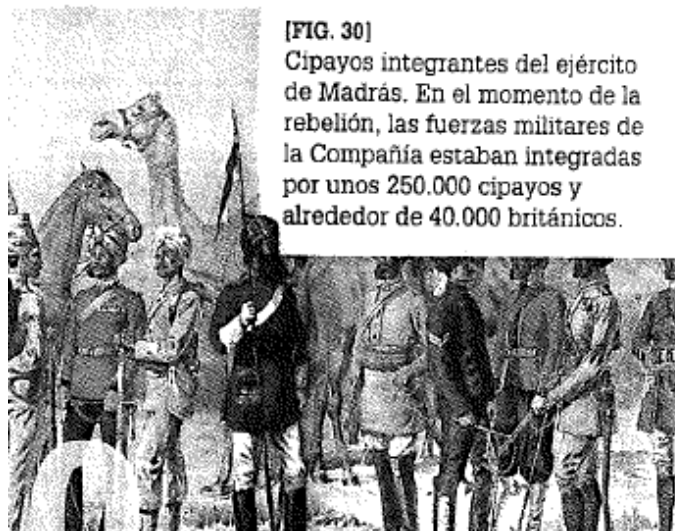 [FIG. 30]
Cipayos integrantes del ejército
de Madrás. En el momento de la
rebelión, las fuerzas militares de
la Compañía estaban integradas
por unos 250.000 cipayos y
alrededor de 40.000 británicos.